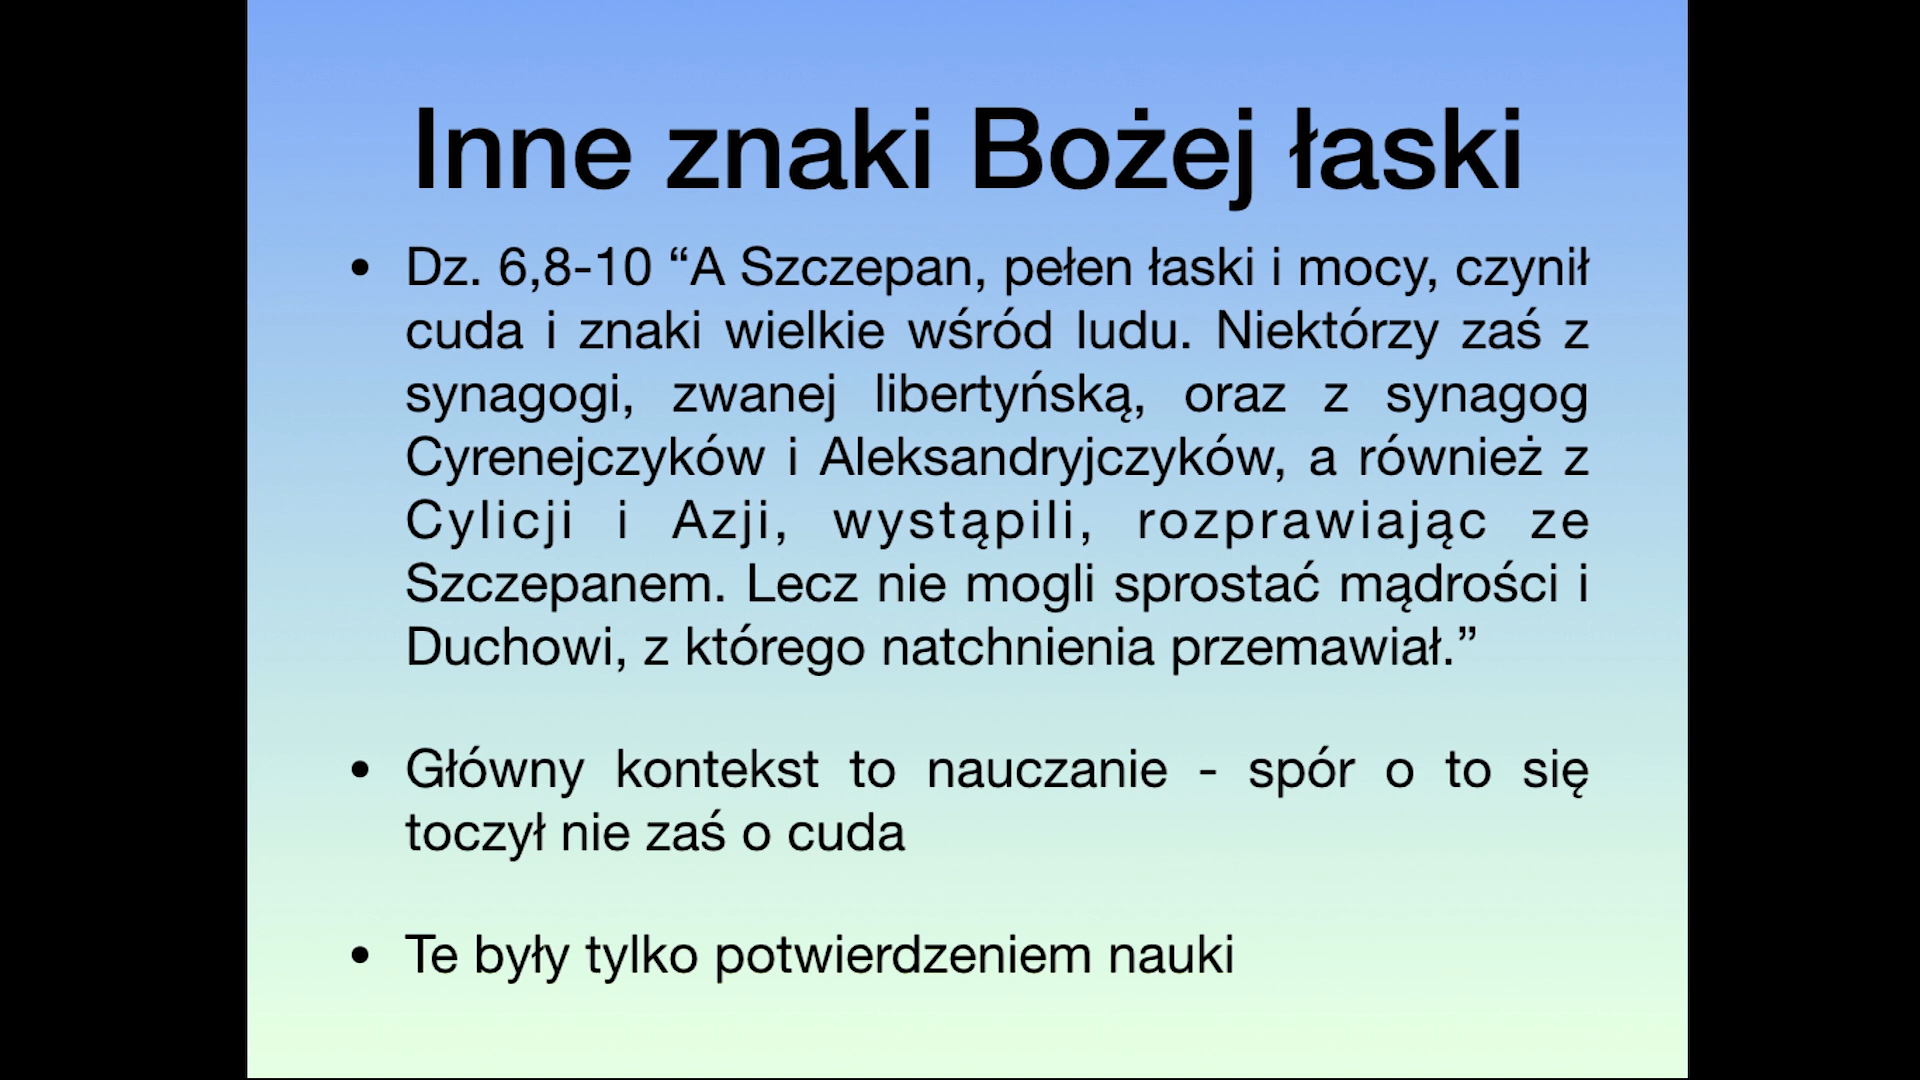 Inne znaki Bożej łaski
• Dz. 6,8-10 “A Szczepan, pełen łaski i mocy, czynił
cuda i znaki wielkie wśród ludu. Niektórzy zaś z
synagogi, zwanej libertyńską, oraz z synagog
Cyrenejczyków i Aleksandryjczyków, a również z
Cylicji i Azji, wystąpili, rozprawiając ze
Szczepanem. Lecz nie mogli sprostać mądrości i
Duchowi, z którego natchnienia przemawiał.”
• Główny kontekst to nauczanie - spór o to się
toczył nie zaś o cuda
• Te były tylko potwierdzeniem nauki